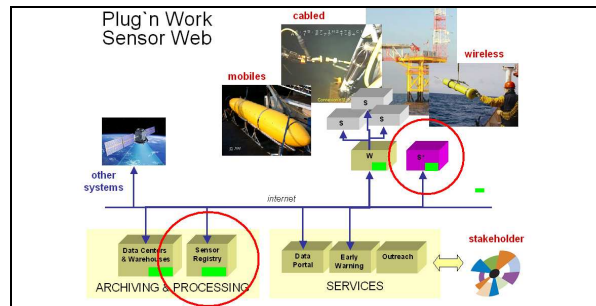 Plug`n Work
Sensor Web
cabled
wireless
mobiles
S
S
S
W
S*
other
systems
internet
Data Centers
& Warehouses
Sensor
Registry
Data
Portal
Early
Warning
Outreach
stakeholder
ARCHIVING & PROCESSING
SERVICES